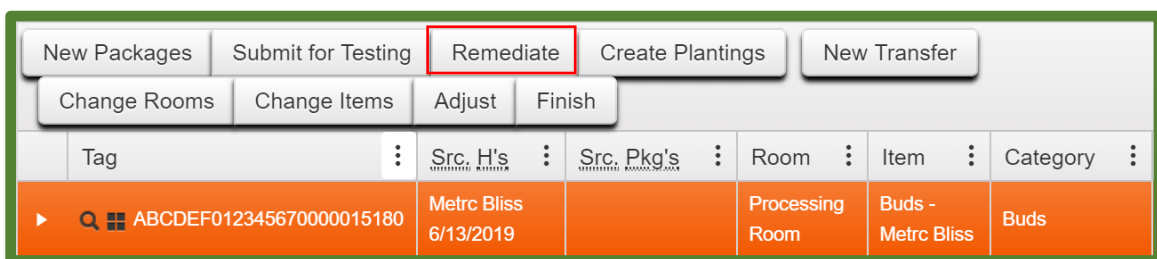 New Packages Submit for Testing Remediate Create Plantings New Transfer
Change Rooms Change Items Adjust Finish
Tag Src. H's Src. Pkg's Room Item Category
ABCDEF012345670000015180 Metrc Bliss 6/13/2019 Processing Room Buds - Metrc Bliss Buds